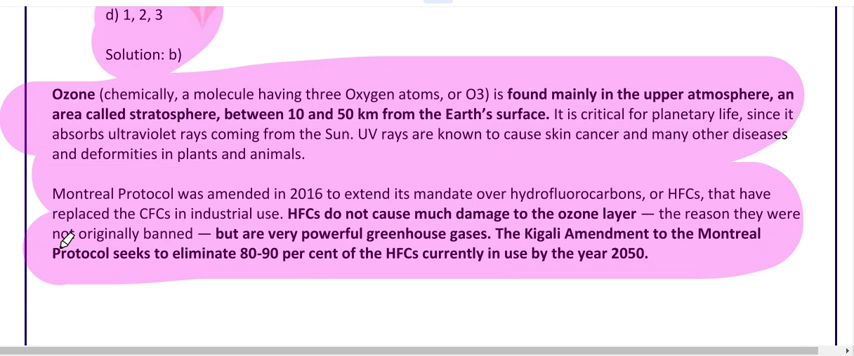 d) 1, 2, 3
Solution: b)
Ozone (chemically, a molecule having three Oxygen atoms, or O3) is found mainly in the upper atmosphere, an
area called stratosphere, between 10 and 50 km from the Earth’s surface. It is critical for planetary life, since it
absorbs ultraviolet rays coming from the Sun. UV rays are known to cause skin cancer and many other diseases
and deformities in plants and animals.
Montreal Protocol was amended in 2016 to extend its mandate over hydrofluorocarbons, or HFCs, that have
replaced the CFCs in industrial use. HFCs do not cause much damage to the ozone layer — the reason they were
not originally banned — but are very powerful greenhouse gases. The Kigali Amendment to the Montreal
Protocol seeks to eliminate 80-90 per cent of the HFCs currently in use by the year 2050.